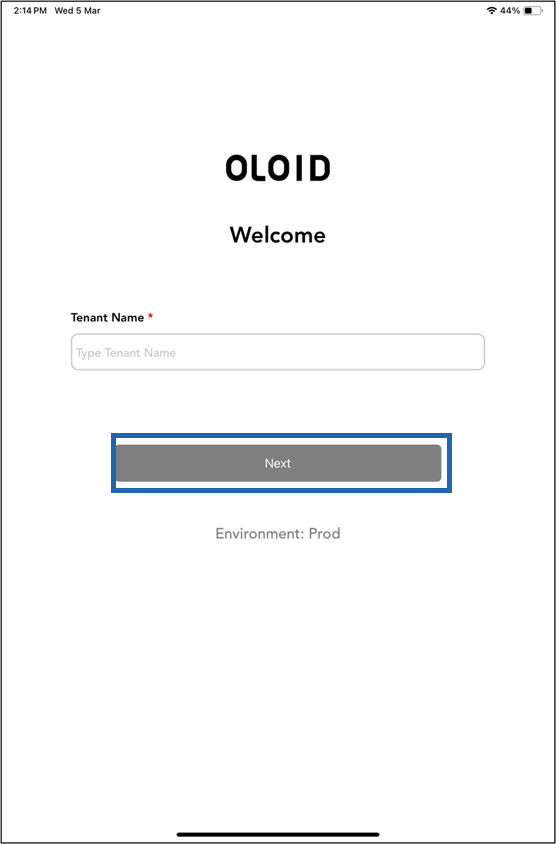 2:14 PM Wed 5 Mar 44%
OLOID
Welcome
Tenant Name *
Type Tenant Name
Next
Environment: Prod